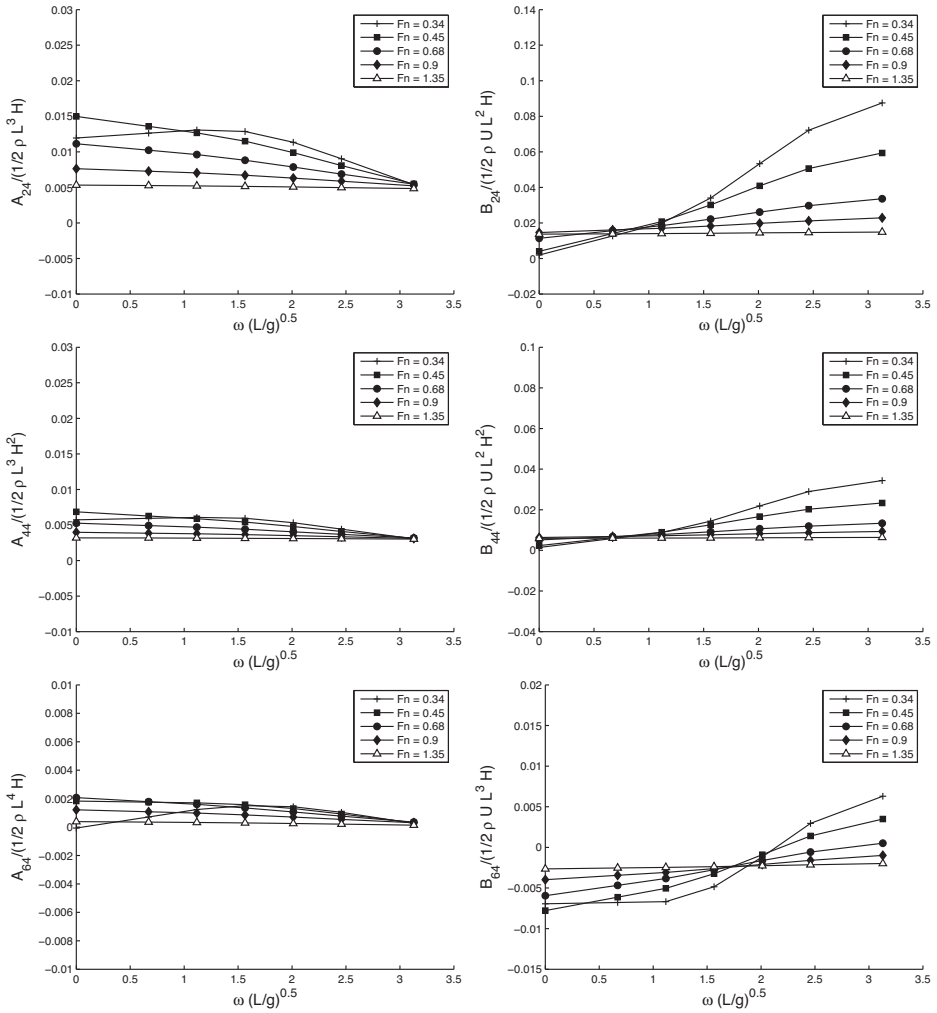 0.03
0.025
0.02
0.015
0.01
0.005
0
−0.005
−0.01
A24/(1/2 ρ L³ H)
0 0.5 1 1.5 2 2.5 3 3.5
ω (L/g)^0.5
Fn = 0.34
Fn = 0.45
Fn = 0.68
Fn = 0.9
Fn = 1.35
0.14
0.12
0.1
0.08
0.06
0.04
0.02
0
−0.02
B24/(1/2 ρ U L² H)
0 0.5 1 1.5 2 2.5 3 3.5
ω (L/g)^0.5
Fn = 0.34
Fn = 0.45
Fn = 0.68
Fn = 0.9
Fn = 1.35
0.03
0.025
0.02
0.015
0.01
0.005
0
−0.005
−0.01
A44/(1/2 ρ L³ H²)
0 0.5 1 1.5 2 2.5 3 3.5
ω (L/g)^0.5
Fn = 0.34
Fn = 0.45
Fn = 0.68
Fn = 0.9
Fn = 1.35
0.1
0.08
0.06
0.04
0.02
0
−0.02
−0.04
B44/(1/2 ρ U L² H²)
0 0.5 1 1.5 2 2.5 3 3.5
ω (L/g)^0.5
Fn = 0.34
Fn = 0.45
Fn = 0.68
Fn = 0.9
Fn = 1.35
0.01
0.008
0.006
0.004
0.002
0
−0.002
−0.004
−0.006
−0.008
−0.01
A64/(1/2 ρ L⁴ H)
0 0.5 1 1.5 2 2.5 3 3.5
ω (L/g)^0.5
Fn = 0.34
Fn = 0.45
Fn = 0.68
Fn = 0.9
Fn = 1.35
0.02
0.015
0.01
0.005
0
−0.005
−0.01
−0.015
B64/(1/2 ρ U L³ H)
0 0.5 1 1.5 2 2.5 3 3.5
ω (L/g)^0.5
Fn = 0.34
Fn = 0.45
Fn = 0.68
Fn = 0.9
Fn = 1.35